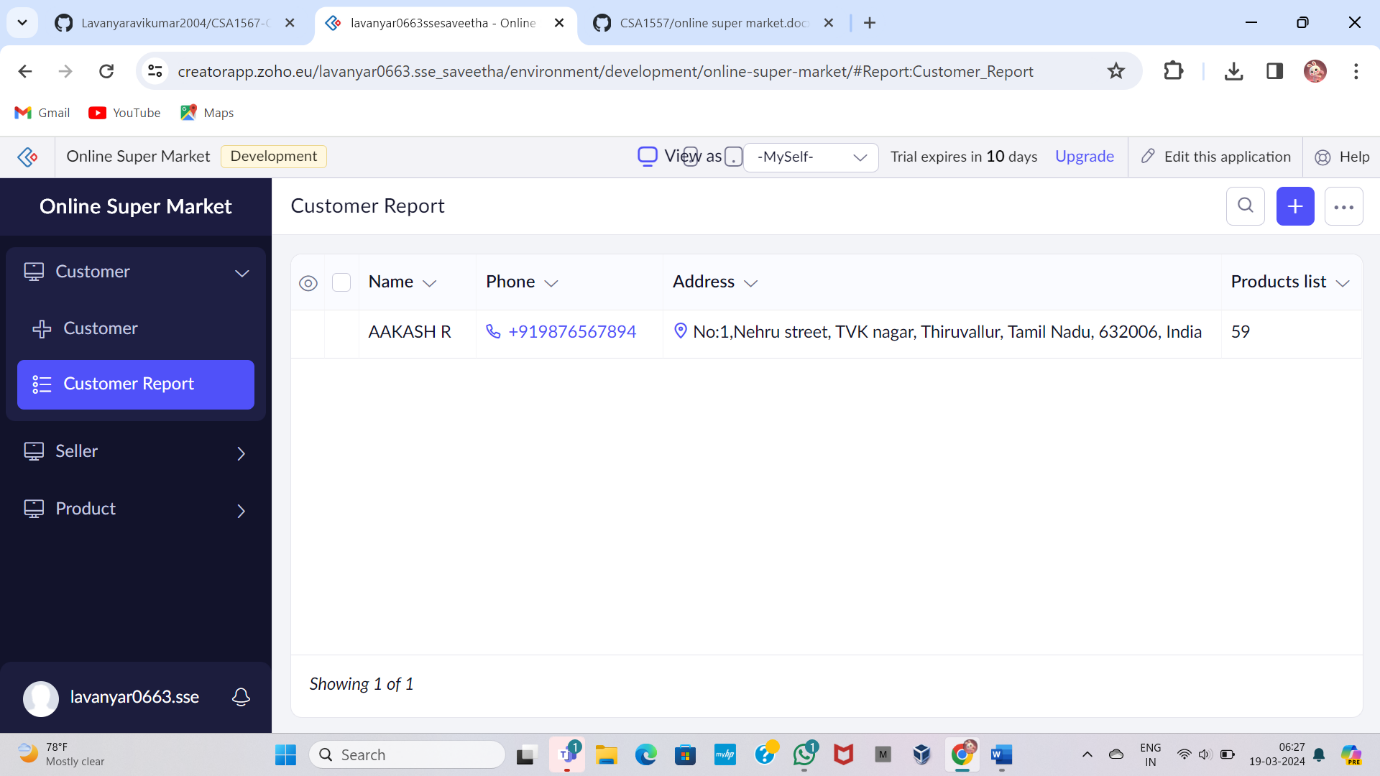 Lavanyaravikumar2004/CSA1567-C
lavanyar0663ssesaveetha - Online
CSA1557/online super market.doc
creatorapp.zoho.eu/lavanyar0663.sse_saveetha/environment/development/online-super-market/#Report:Customer_Report
Gmail
YouTube
Maps
Online Super Market
Development
View as
-MySelf-
Trial expires in 10 days
Upgrade
Edit this application
Help
Online Super Market
Customer
Customer
Customer Report
Seller
Product
lavanyar0663.sse
Customer Report
Name
Phone
Address
Products list
AAKASH R
+919876567894
No:1,Nehru street, TVK nagar, Thiruvallur, Tamil Nadu, 632006, India
59
Showing 1 of 1
78°F
Mostly clear
Search
1
myhp
1
M
W
ENG
IN
06:27
19-03-2024
PRE